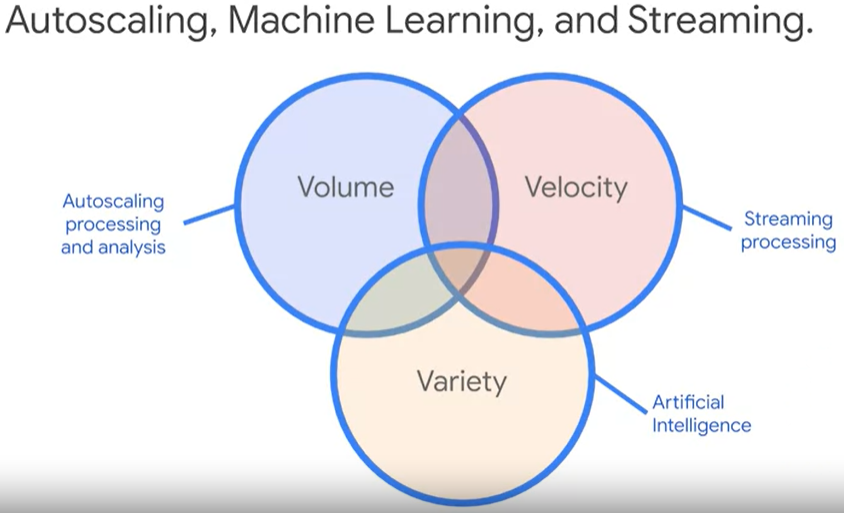 Autoscaling, Machine Learning, and Streaming.
Volume
Velocity
Autoscaling
processing
and analysis
Streaming
processing
Variety
Artificial
Intelligence